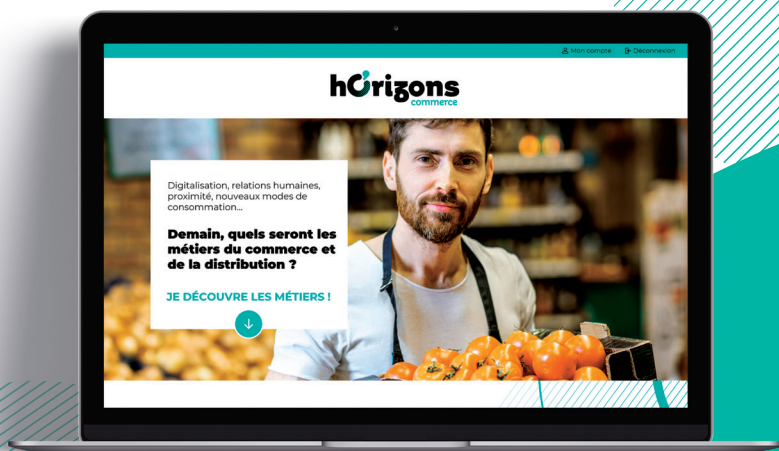 Mon compte Déconnexion
hOrizons
commerce
Digitalisation, relations humaines,
proximité, nouveaux modes de
consommation...
Demain, quels seront les
métiers du commerce et
de la distribution ?
JE DÉCOUVRE LES MÉTIERS !